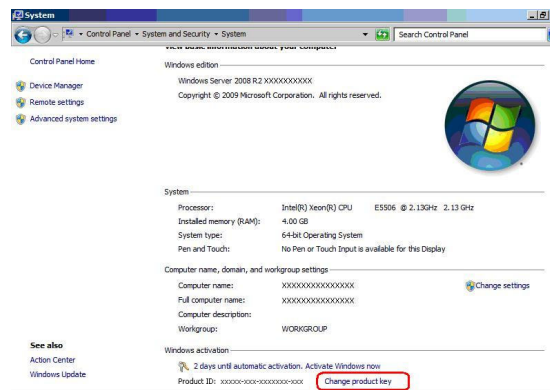 System
Control Panel System and Security System
Search Control Panel
Control Panel Home
View basic information about your computer
Windows edition
Device Manager
Windows Server 2008 R2 XXXXXXXXXX
Remote settings
Copyright © 2009 Microsoft Corporation. All rights reserved.
Advanced system settings
System
Processor: Intel(R) Xeon(R) CPU E5506 @ 2.13GHz 2.13 GHz
Installed memory (RAM): 4.00 GB
System type: 64-bit Operating System
Pen and Touch: No Pen or Touch Input is available for this Display
Computer name, domain, and workgroup settings
Computer name: XXXXXXXXXXXXXXX
Change settings
Full computer name: XXXXXXXXXXXXXXX
Computer description:
Workgroup: WORKGROUP
See also
Action Center
Windows Update
Windows activation
2 days until automatic activation. Activate Windows now
Product ID: xxxxx-xxx-xxxxxxx-xxx Change product key